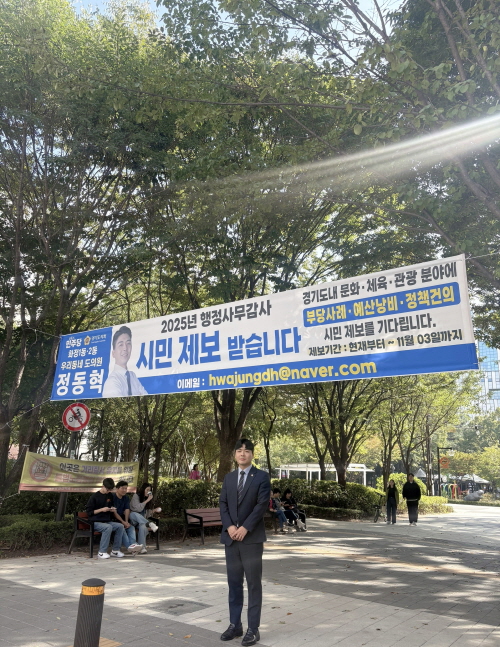 민주당
화정1동·2동
우리동네 도의원
정동혁
2025년 행정사무감사
시민 제보 받습니다
이메일 : hwajungdh@naver.com
경기도내 문화·체육·관광 분야에
부당사례·예산낭비·정책건의
시민 제보를 기다립니다.
제보기간 : 현재부터 ~ 11월 03일까지